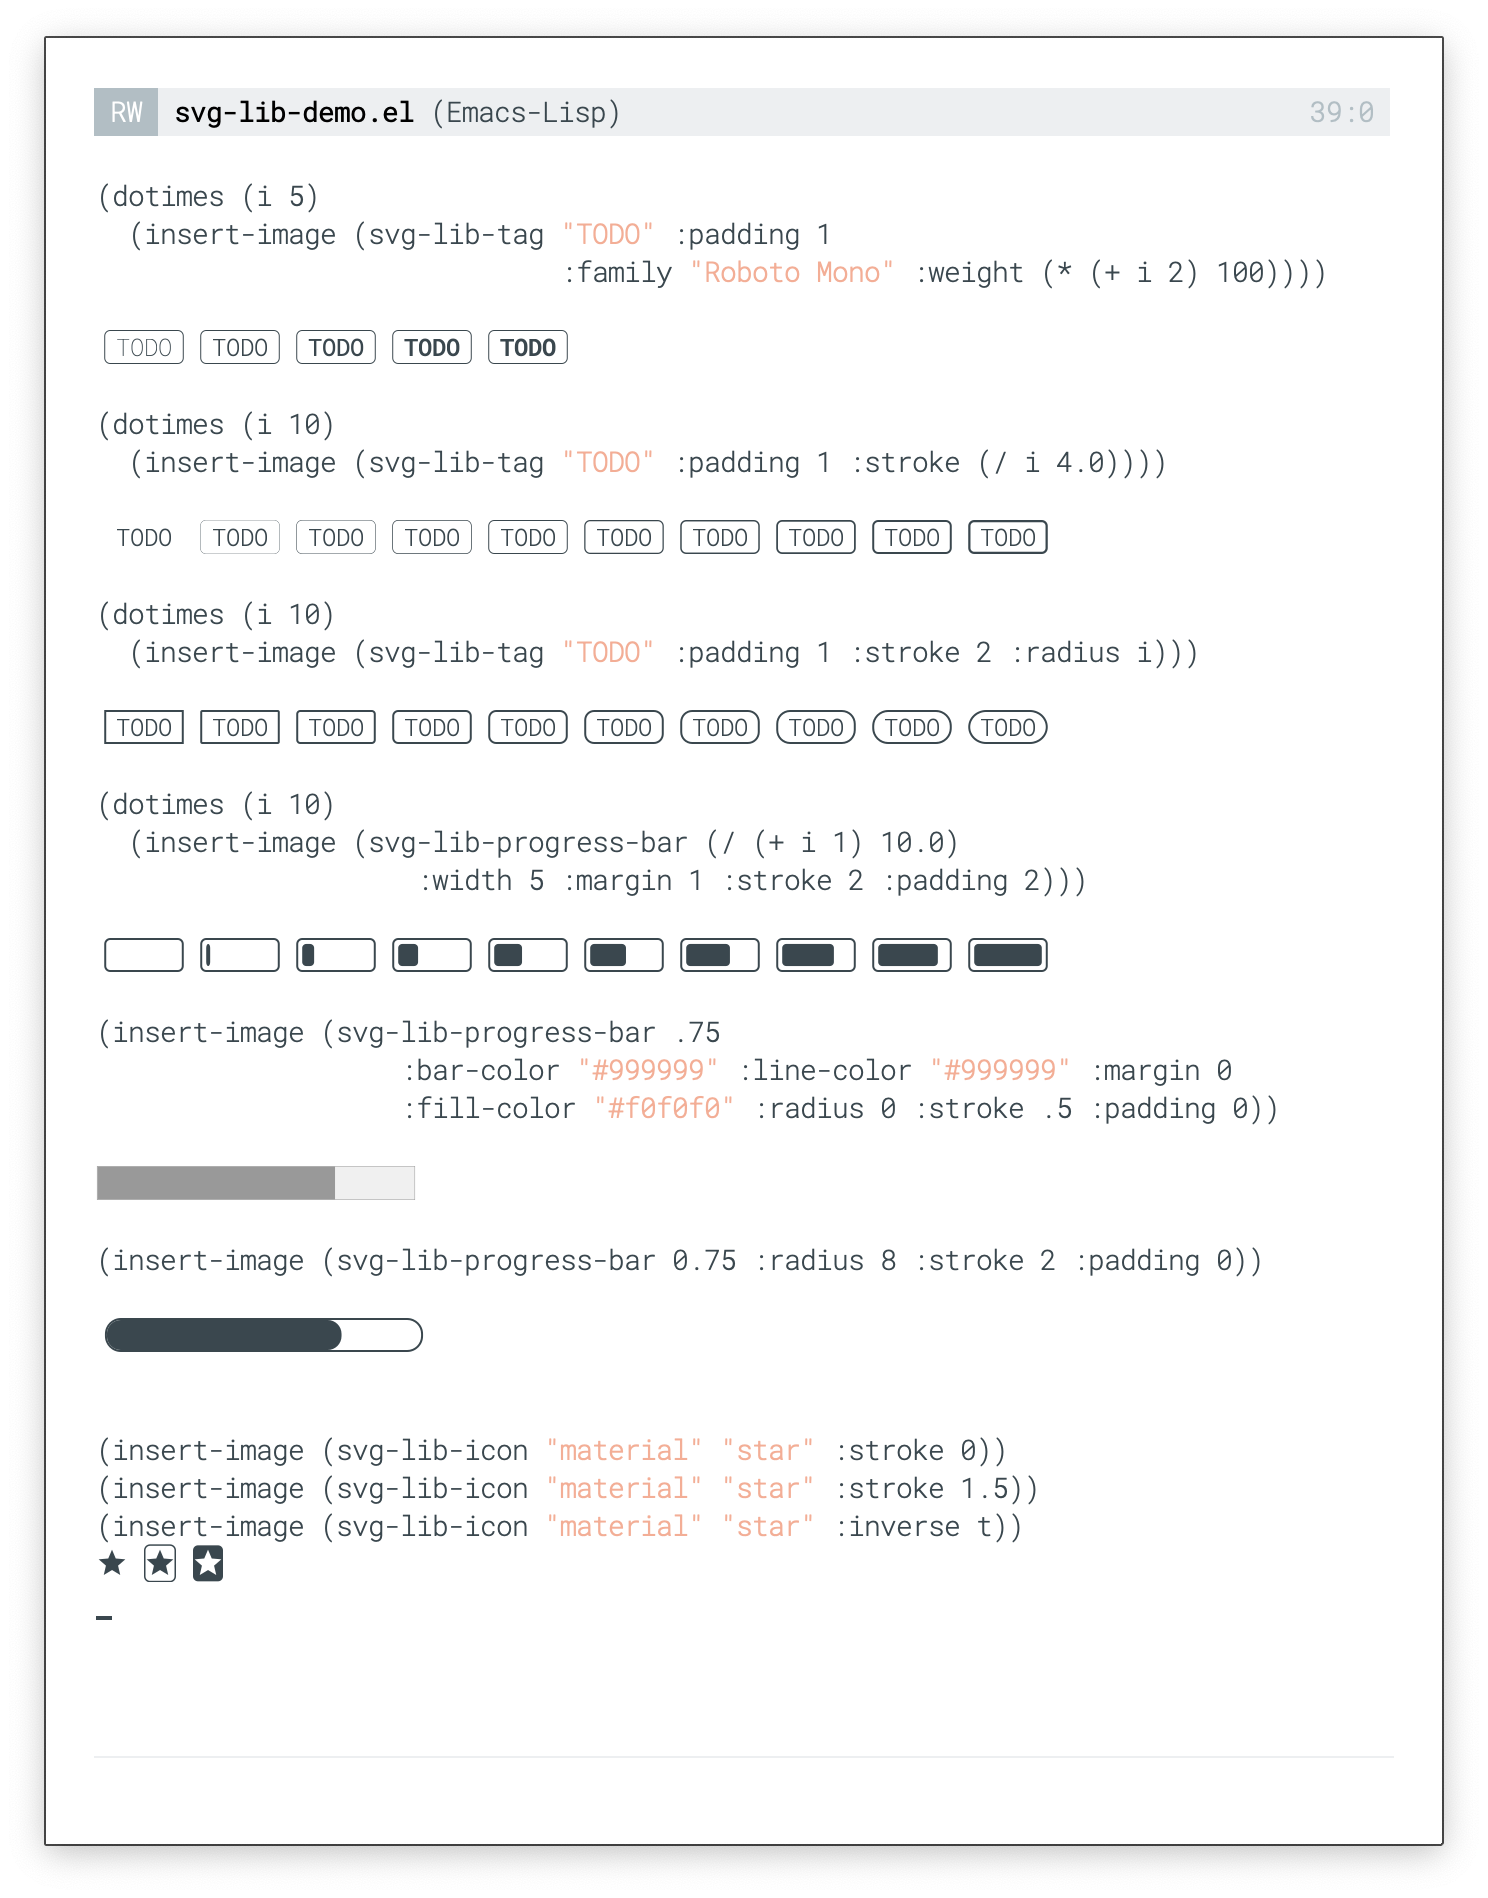 RW svg-lib-demo.el (Emacs-Lisp) 39:0
(dotimes (i 5)
  (insert-image (svg-lib-tag "TODO" :padding 1
                             :family "Roboto Mono" :weight (* (+ i 2) 100))))
TODO TODO TODO TODO TODO
(dotimes (i 10)
  (insert-image (svg-lib-tag "TODO" :padding 1 :stroke (/ i 4.0))))
TODO TODO TODO TODO TODO TODO TODO TODO TODO TODO
(dotimes (i 10)
  (insert-image (svg-lib-tag "TODO" :padding 1 :stroke 2 :radius i)))
TODO TODO TODO TODO TODO TODO TODO TODO TODO TODO
(dotimes (i 10)
  (insert-image (svg-lib-progress-bar (/ (+ i 1) 10.0)
                    :width 5 :margin 1 :stroke 2 :padding 2)))
(insert-image (svg-lib-progress-bar .75
                   :bar-color "#999999" :line-color "#999999" :margin 0
                   :fill-color "#f0f0f0" :radius 0 :stroke .5 :padding 0))
(insert-image (svg-lib-progress-bar 0.75 :radius 8 :stroke 2 :padding 0))
(insert-image (svg-lib-icon "material" "star" :stroke 0))
(insert-image (svg-lib-icon "material" "star" :stroke 1.5))
(insert-image (svg-lib-icon "material" "star" :inverse t))